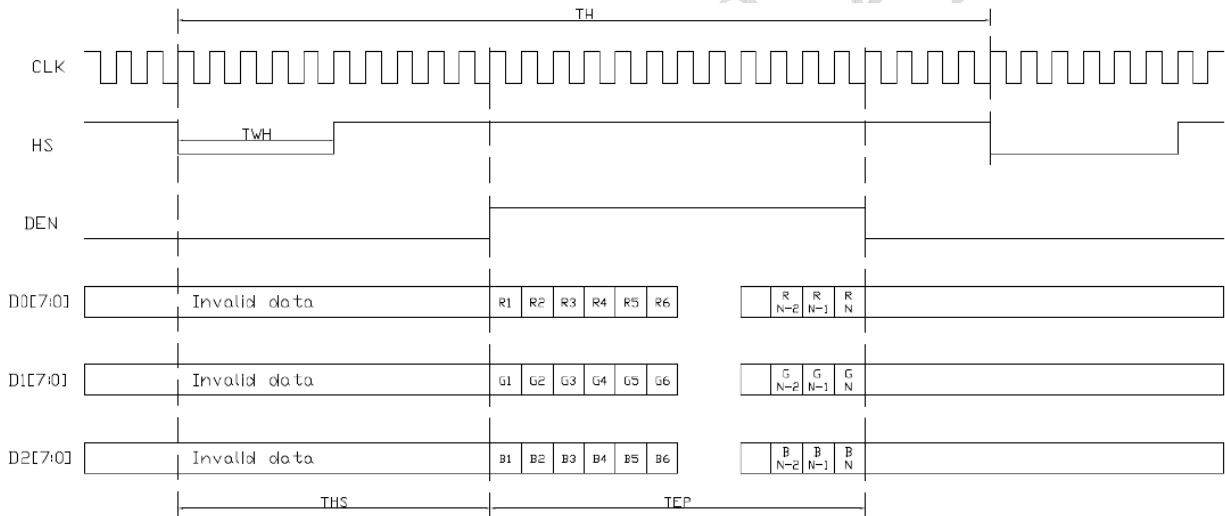 TH
CLK
HS
TWH
DEN
D0[7:0]
Invalid data
R1 R2 R3 R4 R5 R6
R N-2
R N-1
R N
D1[7:0]
Invalid data
G1 G2 G3 G4 G5 G6
G N-2
G N-1
G N
D2[7:0]
Invalid data
B1 B2 B3 B4 B5 B6
B N-2
B N-1
B N
THS
TEP